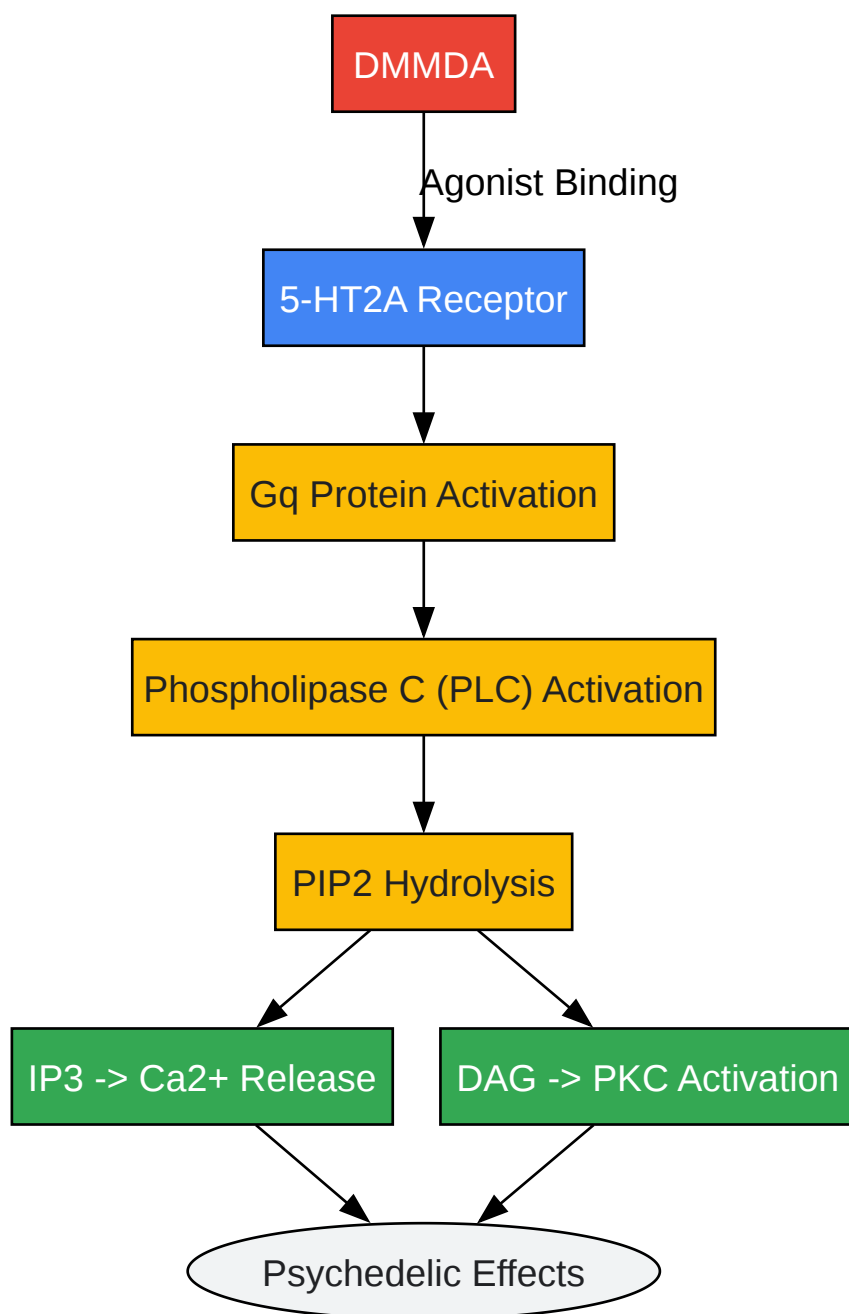 DMMDA
Agonist Binding
5-HT2A Receptor
Gq Protein Activation
Phospholipase C (PLC) Activation
PIP2 Hydrolysis
IP3 -> Ca2+ Release
DAG -> PKC Activation
Psychedelic Effects